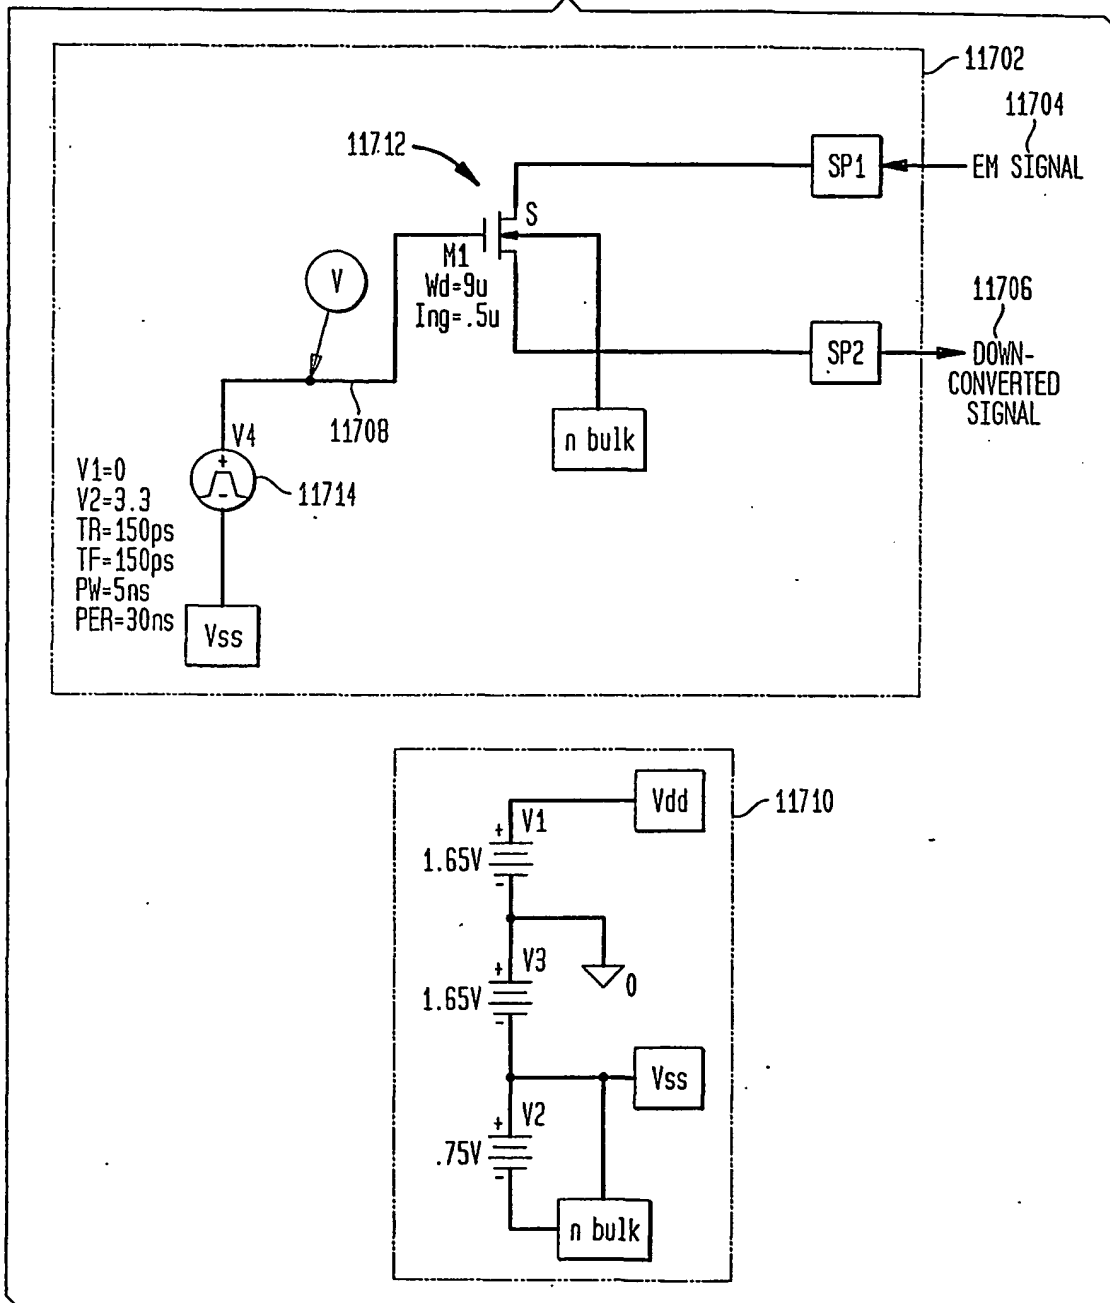 11702
11704
11712
SP1
EM SIGNAL
S
M1
Wd=9u
Ing=.5u
V
11706
SP2
DOWN-
CONVERTED
SIGNAL
11708
n bulk
V4
+
-
11714
V1=0
V2=3.3
TR=150ps
TF=150ps
PW=5ns
PER=30ns
Vss
Vdd
11710
+ V1
1.65V
-
+ V3
1.65V
-
0
Vss
+ V2
.75V
-
n bulk